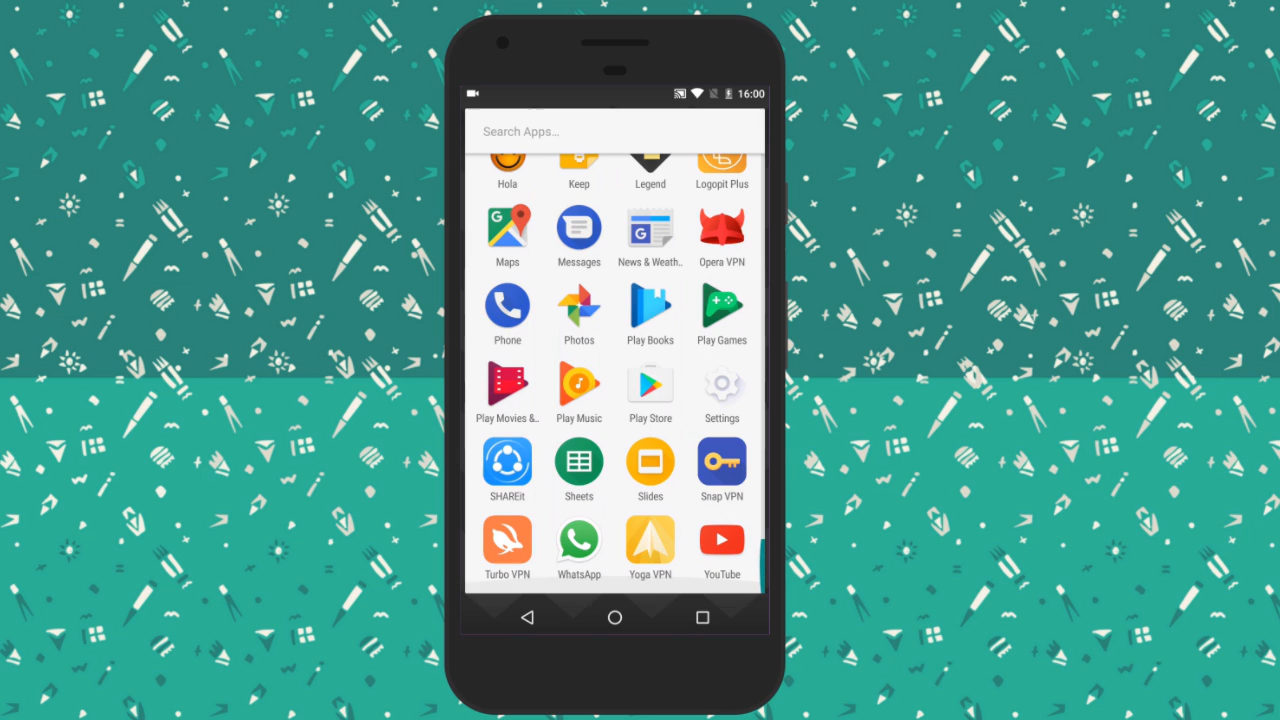 16:00
Search Apps...
Hola Keep Legend Logopit Plus
G
Maps Messages News & Weath.. Opera VPN
G
Phone Photos Play Books Play Games
Play Movies &.. Play Music Play Store Settings
SHAREit Sheets Slides Snap VPN
Turbo VPN WhatsApp Yoga VPN YouTube